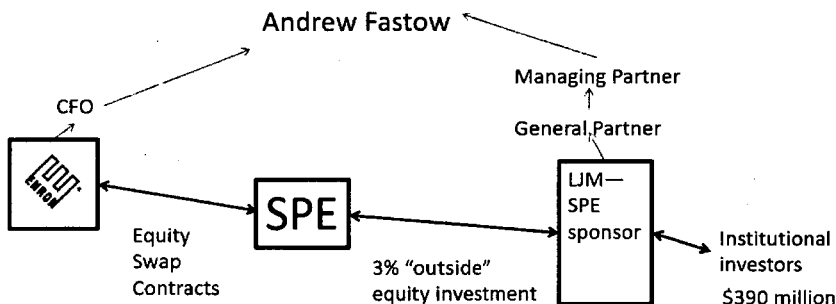 Andrew Fastow
Managing Partner
CFO
General Partner
ENRON
LJM—
SPE
sponsor
SPE
Equity
Swap
Contracts
3% "outside"
equity investment
Institutional
investors
$390 million